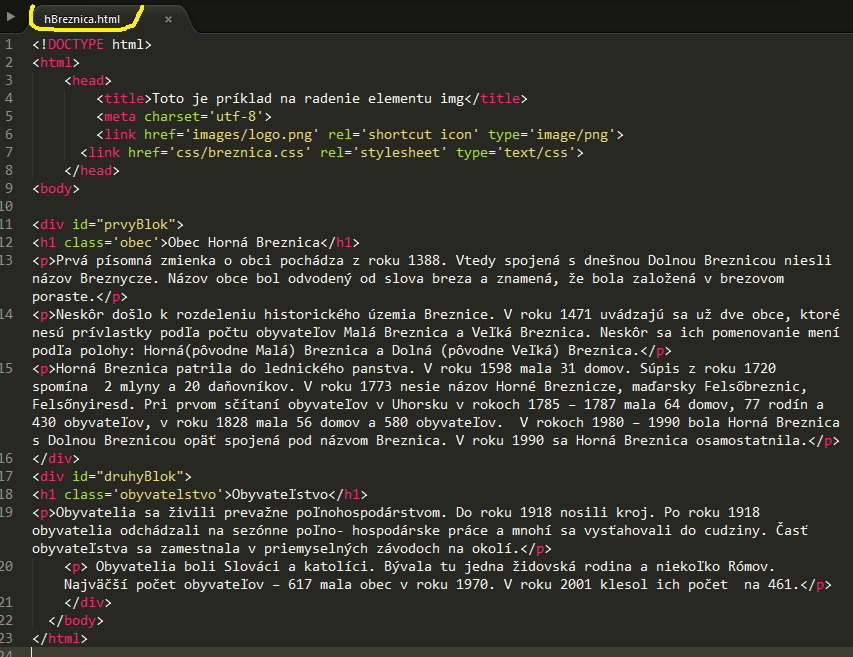 hBreznica.html ×
1 <!DOCTYPE html>
2 <html>
3 <head>
4 <title>Toto je príklad na radenie elementu img</title>
5 <meta charset='utf-8'>
6 <link href='images/logo.png' rel='shortcut icon' type='image/png'>
7 <link href='css/breznica.css' rel='stylesheet' type='text/css'>
8 </head>
9 <body>
10
11 <div id="prvyBlok">
12 <h1 class='obec'>Obec Horná Breznica</h1>
13 <p>Prvá písomná zmienka o obci pochádza z roku 1388. Vtedy spojená s dnešnou Dolnou Breznicou niesli
názov Breznycze. Názov obce bol odvodený od slova breza a znamená, že bola založená v brezovom
poraste.</p>
14 <p>Neskôr došlo k rozdeleniu historického územia Breznice. V roku 1471 uvádzajú sa už dve obce, ktoré
nesú prívlastky podľa počtu obyvateľov Malá Breznica a Veľká Breznica. Neskôr sa ich pomenovanie mení
podľa polohy: Horná(pôvodne Malá) Breznica a Dolná (pôvodne Veľká) Breznica.</p>
15 <p>Horná Breznica patrila do lednického panstva. V roku 1598 mala 31 domov. Súpis z roku 1720
spomína  2 mlyny a 20 daňovníkov. V roku 1773 nesie názov Horné Breznicze, maďarsky Felsőbreznic,
Felsőnyiresd. Pri prvom sčítaní obyvateľov v Uhorsku v rokoch 1785 – 1787 mala 64 domov, 77 rodín a
430 obyvateľov, v roku 1828 mala 56 domov a 580 obyvateľov.  V rokoch 1980 – 1990 bola Horná Breznica
s Dolnou Breznicou opäť spojená pod názvom Breznica. V roku 1990 sa Horná Breznica osamostatnila.</p>
16 </div>
17 <div id="druhyBlok">
18 <h1 class='obyvatelstvo'>Obyvateľstvo</h1>
19 <p>Obyvatelia sa živili prevažne poľnohospodárstvom. Do roku 1918 nosili kroj. Po roku 1918
obyvatelia odchádzali na sezónne poľno- hospodárske práce a mnohí sa vysťahovali do cudziny. Časť
obyvateľstva sa zamestnala v priemyselných závodoch na okolí.</p>
20 <p> Obyvatelia boli Slováci a katolíci. Bývala tu jedna židovská rodina a niekoľko Rómov.
Najväčší počet obyvateľov – 617 mala obec v roku 1970. V roku 2001 klesol ich počet  na 461.</p>
21 </div>
22 </body>
23 </html>
24